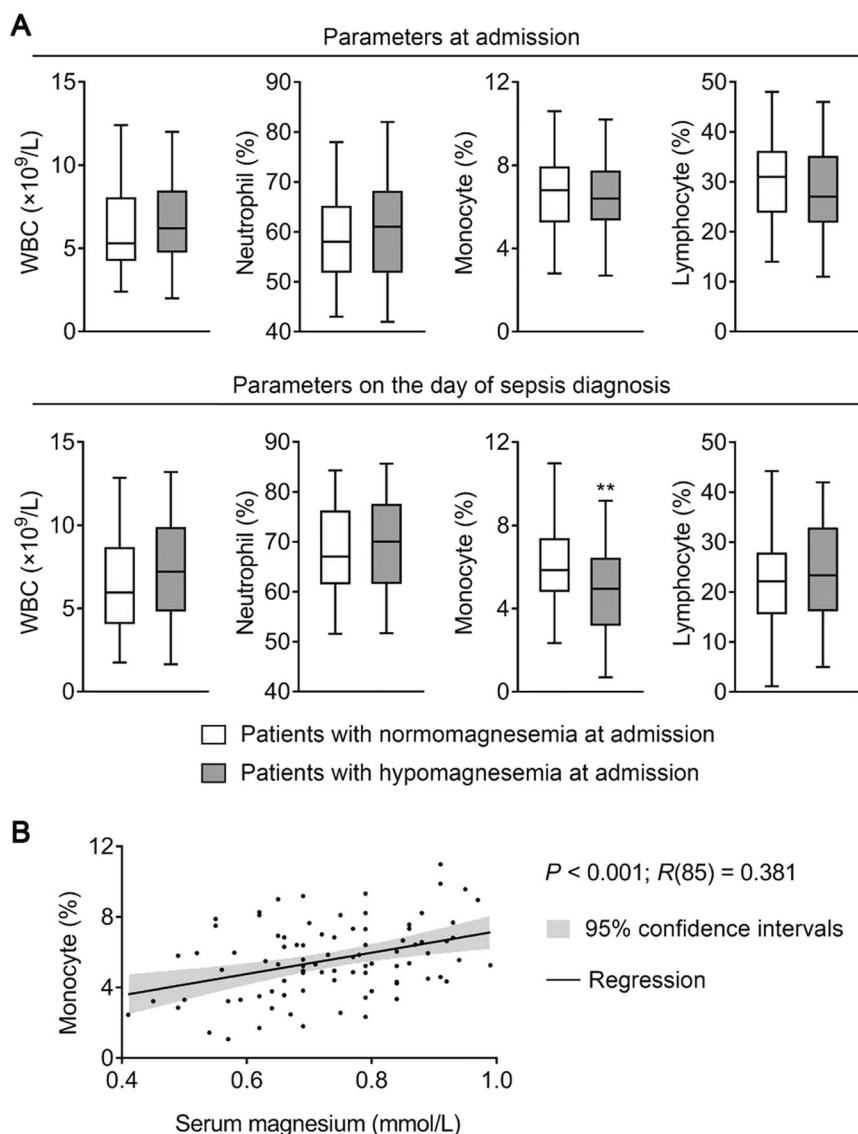 A
Parameters at admission
WBC (×10⁹/L)
15
10
5
0
Neutrophil (%)
90
80
70
60
50
40
Monocyte (%)
12
8
4
0
Lymphocyte (%)
50
40
30
20
10
0
Parameters on the day of sepsis diagnosis
WBC (×10⁹/L)
15
10
5
0
Neutrophil (%)
90
80
70
60
50
40
Monocyte (%)
12
8
4
0
**
Lymphocyte (%)
50
40
30
20
10
0
Patients with normomagnesemia at admission
Patients with hypomagnesemia at admission
B
Monocyte (%)
12
8
4
0
0.4 0.6 0.8 1.0
Serum magnesium (mmol/L)
P < 0.001; R(85) = 0.381
95% confidence intervals
Regression